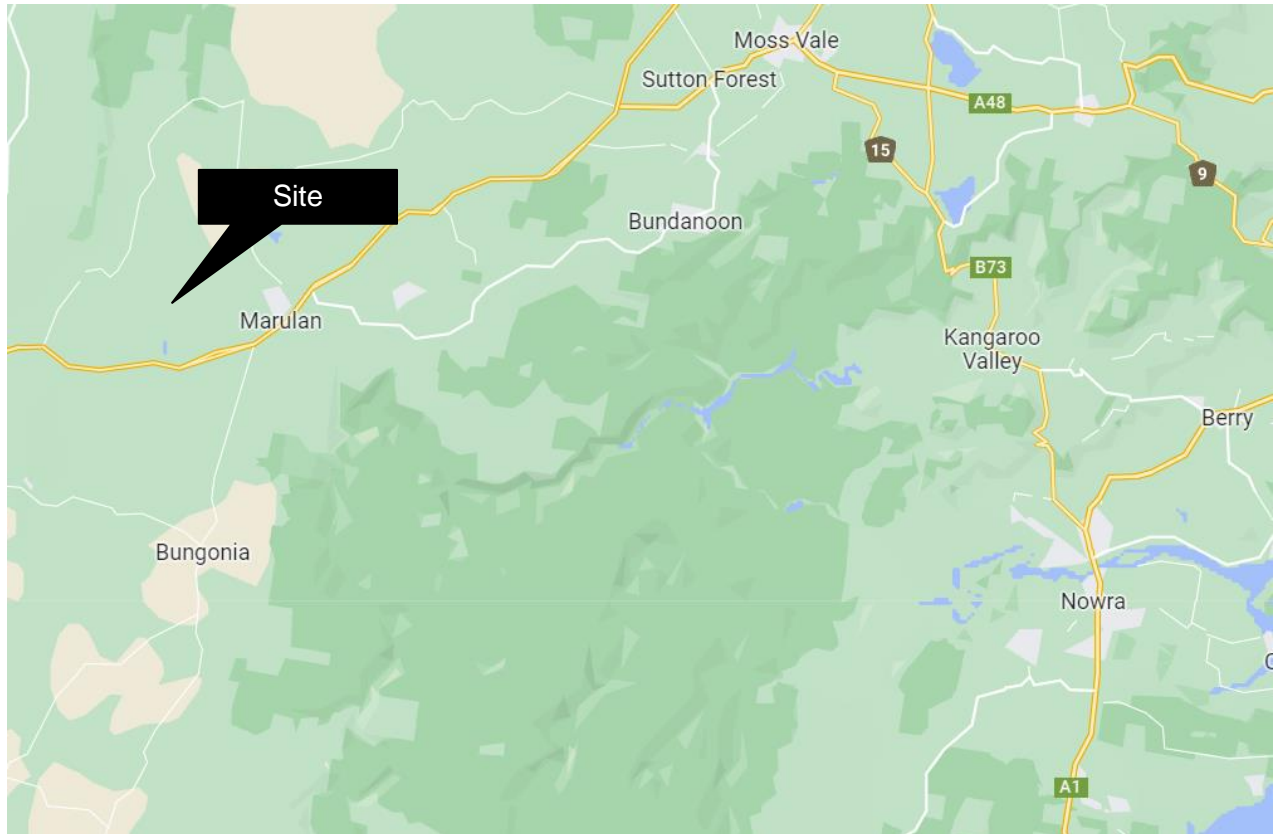 Moss Vale
Sutton Forest
A48
15
9
Site
Bundanoon
B73
Marulan
Kangaroo
Valley
Berry
Bungonia
Nowra
A1